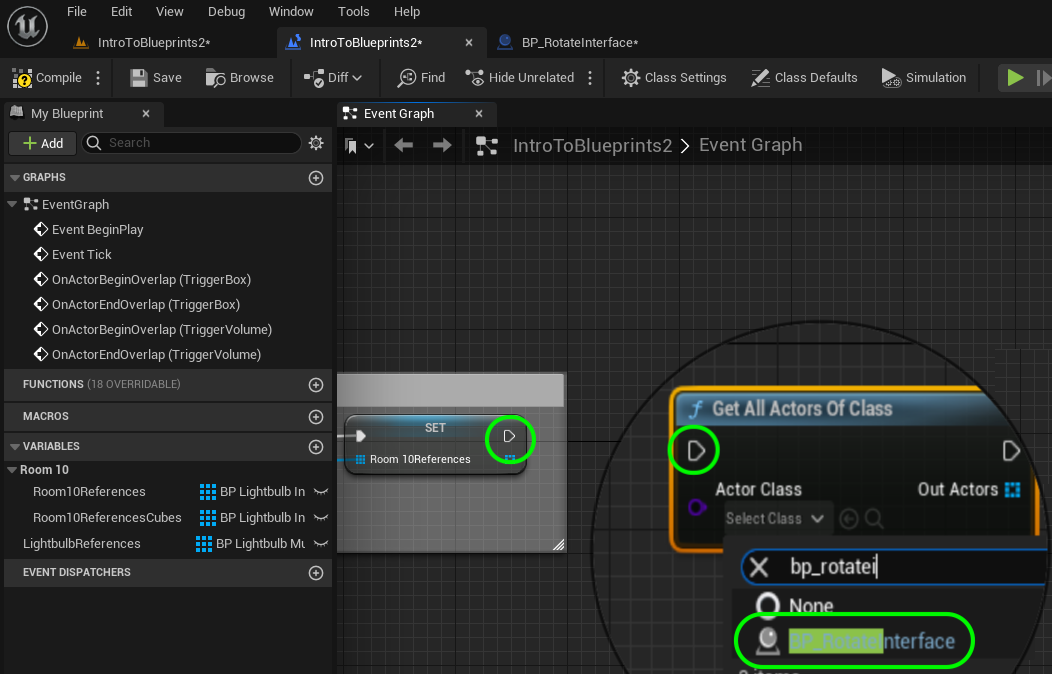 File Edit View Debug Window Tools Help
IntroToBlueprints2* IntroToBlueprints2* BP_RotateInterface*
Compile Save Browse Diff Find Hide Unrelated Class Settings Class Defaults Simulation
My Blueprint Event Graph
Add Search IntroToBlueprints2 > Event Graph
GRAPHS
EventGraph
Event BeginPlay
Event Tick
OnActorBeginOverlap (TriggerBox)
OnActorEndOverlap (TriggerBox)
OnActorBeginOverlap (TriggerVolume)
OnActorEndOverlap (TriggerVolume)
FUNCTIONS (18 OVERRIDABLE)
MACROS
VARIABLES
Room 10
Room10References BP Lightbulb In
Room10ReferencesCubes BP Lightbulb In
LightbulbReferences BP Lightbulb Mu
EVENT DISPATCHERS
SET
Room 10References
Get All Actors Of Class
Actor Class Out Actors
Select Class
bp_rotatei
None
BP_RotateInterface